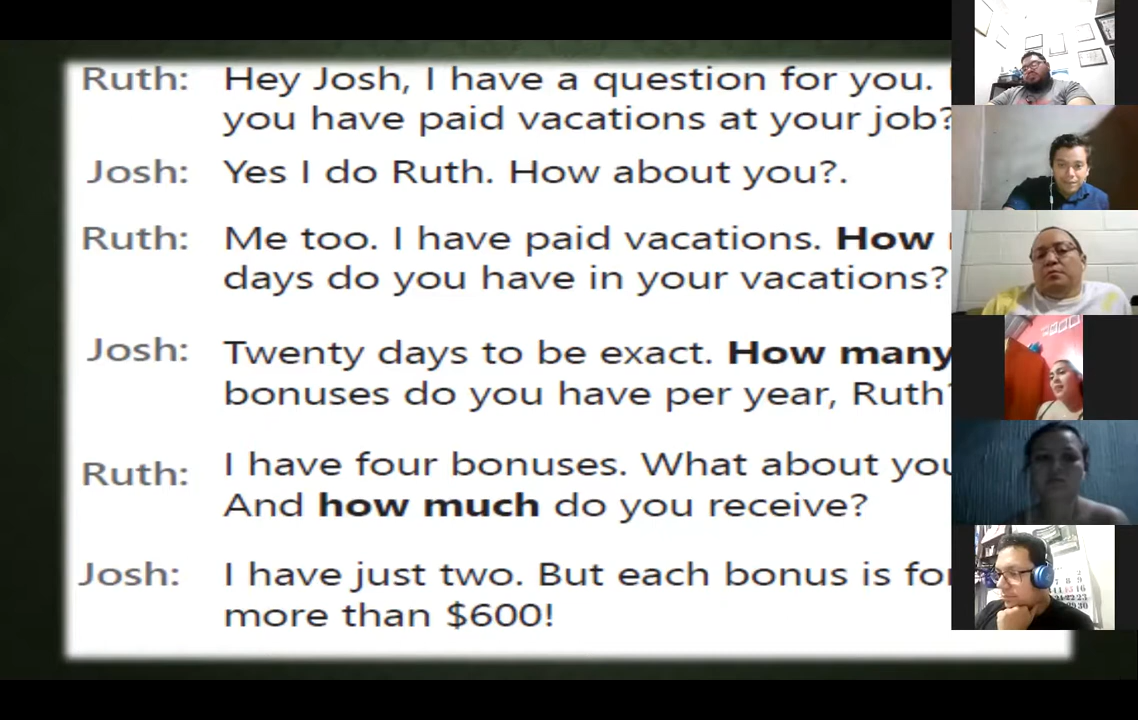 Ruth: Hey Josh, I have a question for you.
you have paid vacations at your job?
Josh: Yes I do Ruth. How about you?.
Ruth: Me too. I have paid vacations. How
days do you have in your vacations?
Josh: Twenty days to be exact. How many
bonuses do you have per year, Ruth?
Ruth: I have four bonuses. What about you
And how much do you receive?
Josh: I have just two. But each bonus is for
more than $600!